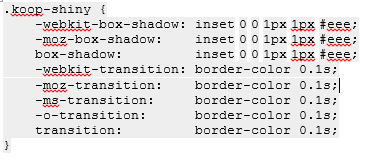 .koop-shiny {
-webkit-box-shadow: inset 0 0 1px 1px #eee;
-moz-box-shadow: inset 0 0 1px 1px #eee;
box-shadow: inset 0 0 1px 1px #eee;
-webkit-transition: border-color 0.1s;
-moz-transition: border-color 0.1s;
-ms-transition: border-color 0.1s;
-o-transition: border-color 0.1s;
transition: border-color 0.1s;
}